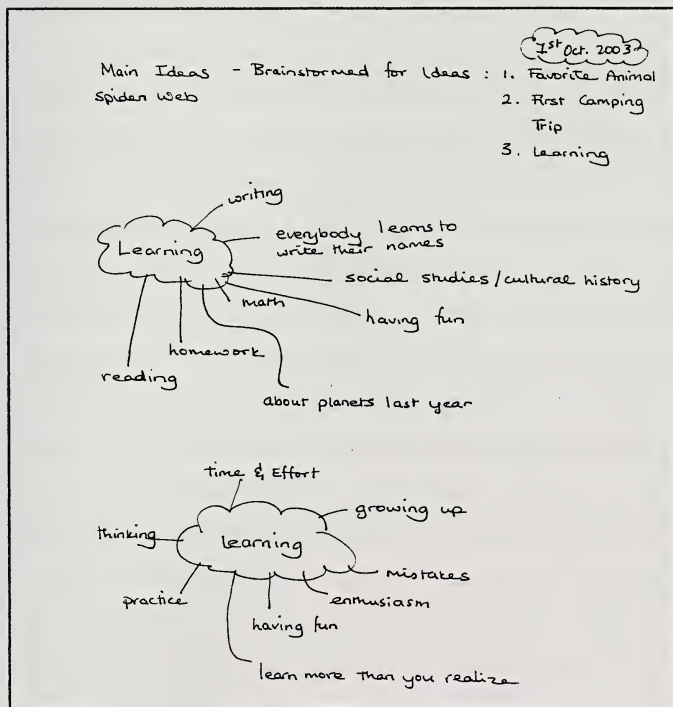 1st Oct. 2003
Main Ideas - Brainstormed for Ideas : 1. Favorite Animal
Spider Web
2. First Camping
Trip
3. Learning
writing
Learning
everybody learns to
write their names
social studies/cultural history
math
having fun
homework
reading
about planets last year
Time & Effort
growing up
thinking
learning
mistakes
practice
enthusiasm
having fun
learn more than you realize